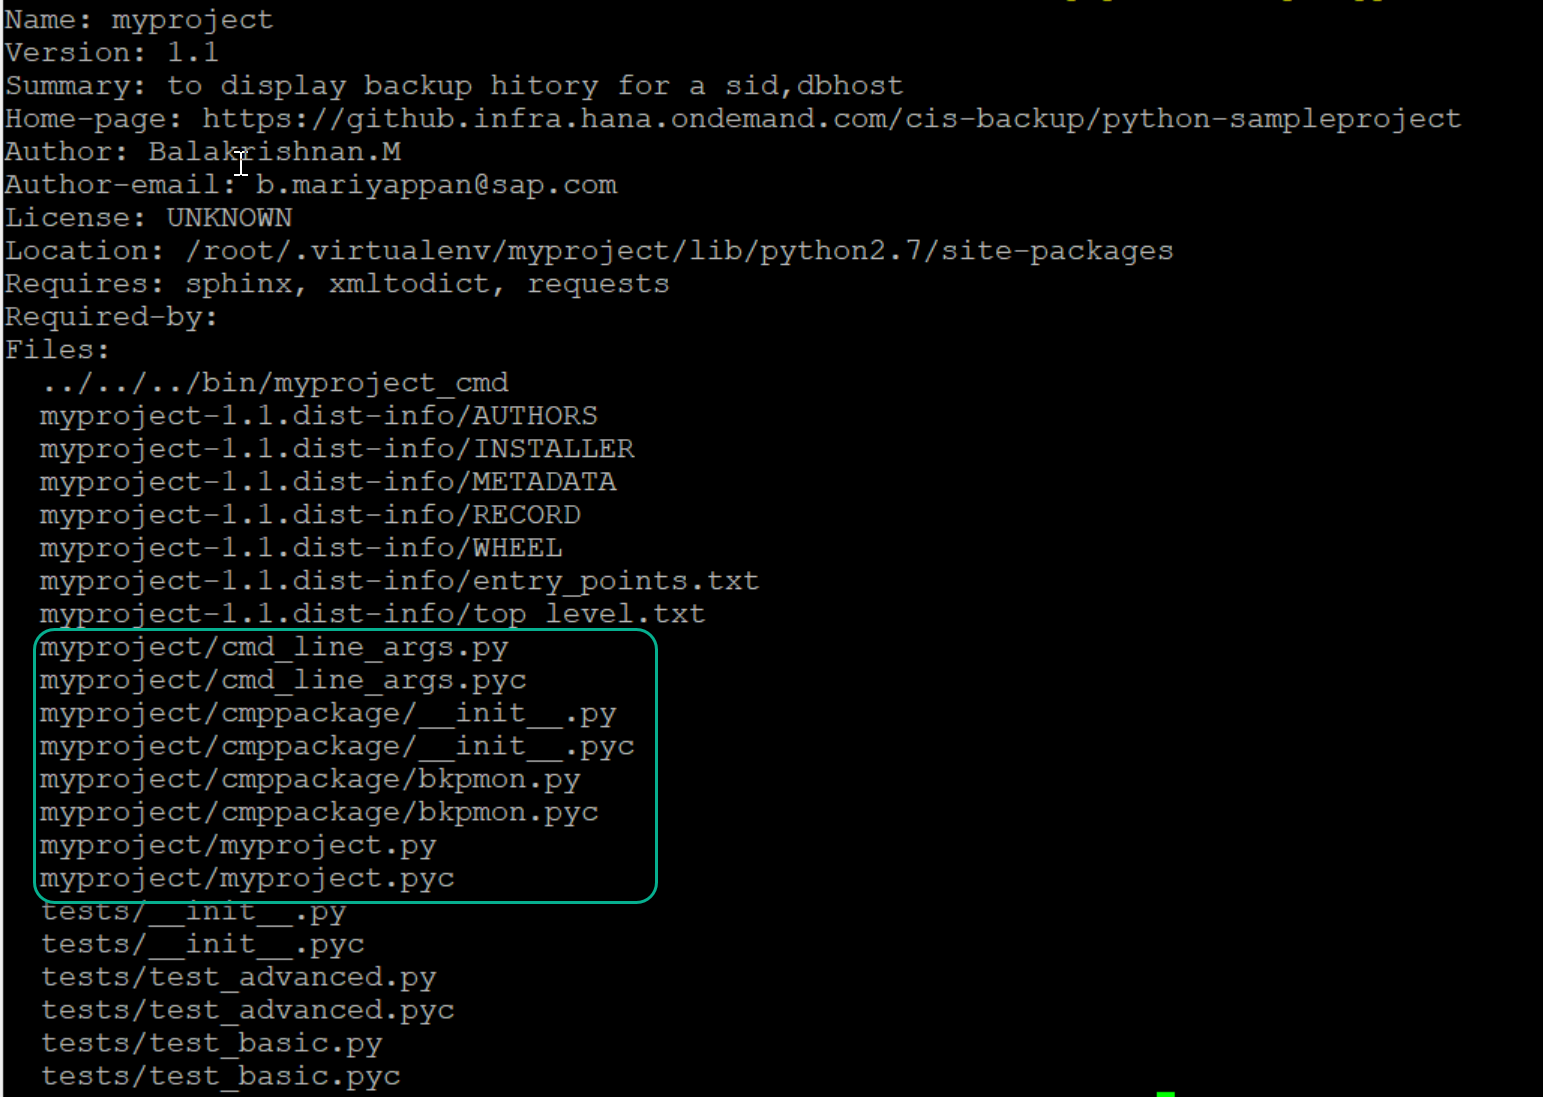 Name: myproject
Version: 1.1
Summary: to display backup hitory for a sid,dbhost
Home-page: https://github.infra.hana.ondemand.com/cis-backup/python-sampleproject
Author: Balakrishnan.M
Author-email: b.mariyappan@sap.com
License: UNKNOWN
Location: /root/.virtualenv/myproject/lib/python2.7/site-packages
Requires: sphinx, xmltodict, requests
Required-by:
Files:
  ../../../bin/myproject_cmd
  myproject-1.1.dist-info/AUTHORS
  myproject-1.1.dist-info/INSTALLER
  myproject-1.1.dist-info/METADATA
  myproject-1.1.dist-info/RECORD
  myproject-1.1.dist-info/WHEEL
  myproject-1.1.dist-info/entry_points.txt
  myproject-1.1.dist-info/top_level.txt
  myproject/cmd_line_args.py
  myproject/cmd_line_args.pyc
  myproject/cmppackage/__init__.py
  myproject/cmppackage/__init__.pyc
  myproject/cmppackage/bkpmon.py
  myproject/cmppackage/bkpmon.pyc
  myproject/myproject.py
  myproject/myproject.pyc
  tests/__init__.py
  tests/__init__.pyc
  tests/test_advanced.py
  tests/test_advanced.pyc
  tests/test_basic.py
  tests/test_basic.pyc